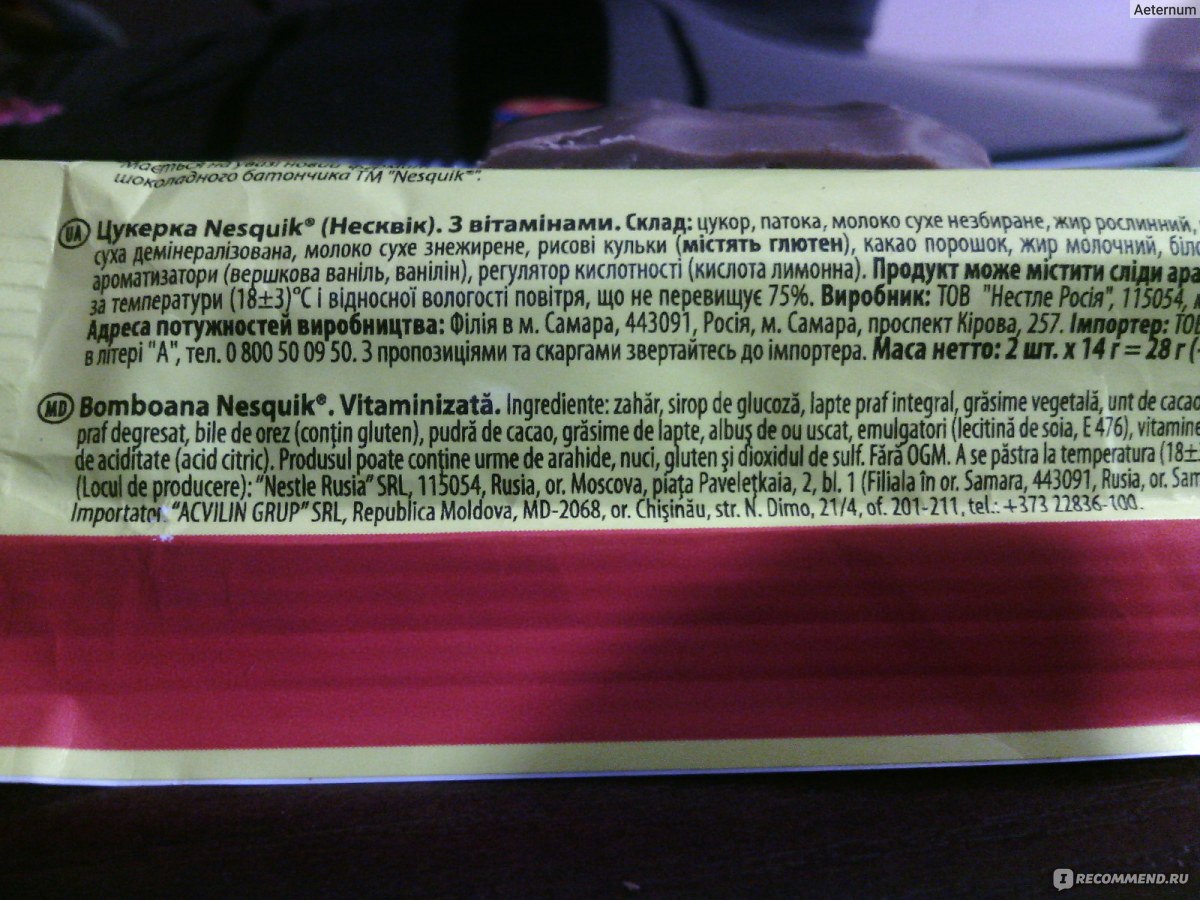 Aeternum
мається на увазі новий
шоколадного батончика ТМ "Nesquik®".
UA Цукерка Nesquik® (Несквік). З вітамінами. Склад: цукор, патока, молоко сухе незбиране, жир рослинний,
суха демінералізована, молоко сухе знежирене, рисові кульки (містять глютен), какао порошок, жир молочний,
ароматизатори (вершкова ваніль, ванілін), регулятор кислотності (кислота лимонна). Продукт може містити сліди
за температури (18±3)°С і відносної вологості повітря, що не перевищує 75%. Виробник: ТОВ "Нестле Росія", 115054,
Адреса потужностей виробництва: Філія в м. Самара, 443091, Росія, м. Самара, проспект Кірова, 257. Імпортер: ТОВ
в літері "А", тел. 0 800 50 09 50. З пропозиціями та скаргами звертайтесь до імпортера. Маса нетто: 2 шт. х 14 г = 28 г (
MD Bomboana Nesquik®. Vitaminizată. Ingrediente: zahăr, sirop de glucoză, lapte praf integral, grăsime vegetală, unt de cacao
praf degresat, bile de orez (conțin gluten), pudră de cacao, grăsime de lapte, albuș de ou uscat, emulgatori (lecitină de soia, E 476), vitamine
de aciditate (acid citric). Produsul poate conține urme de arahide, nuci, gluten și dioxidul de sulf. Fără OGM. A se păstra la temperatura (18±
(Locul de producere): "Nestle Rusia" SRL, 115054, Rusia, or. Moscova, piața Pavelețkaia, 2, bl. 1 (Filiala în or. Samara, 443091, Rusia, or. Sam
Importator: "ACVILIN GRUP" SRL, Republica Moldova, MD-2068, or. Chișinău, str. N. Dimo, 21/4, of. 201-211, tel.: +373 22836-100.
IRECOMMEND.RU